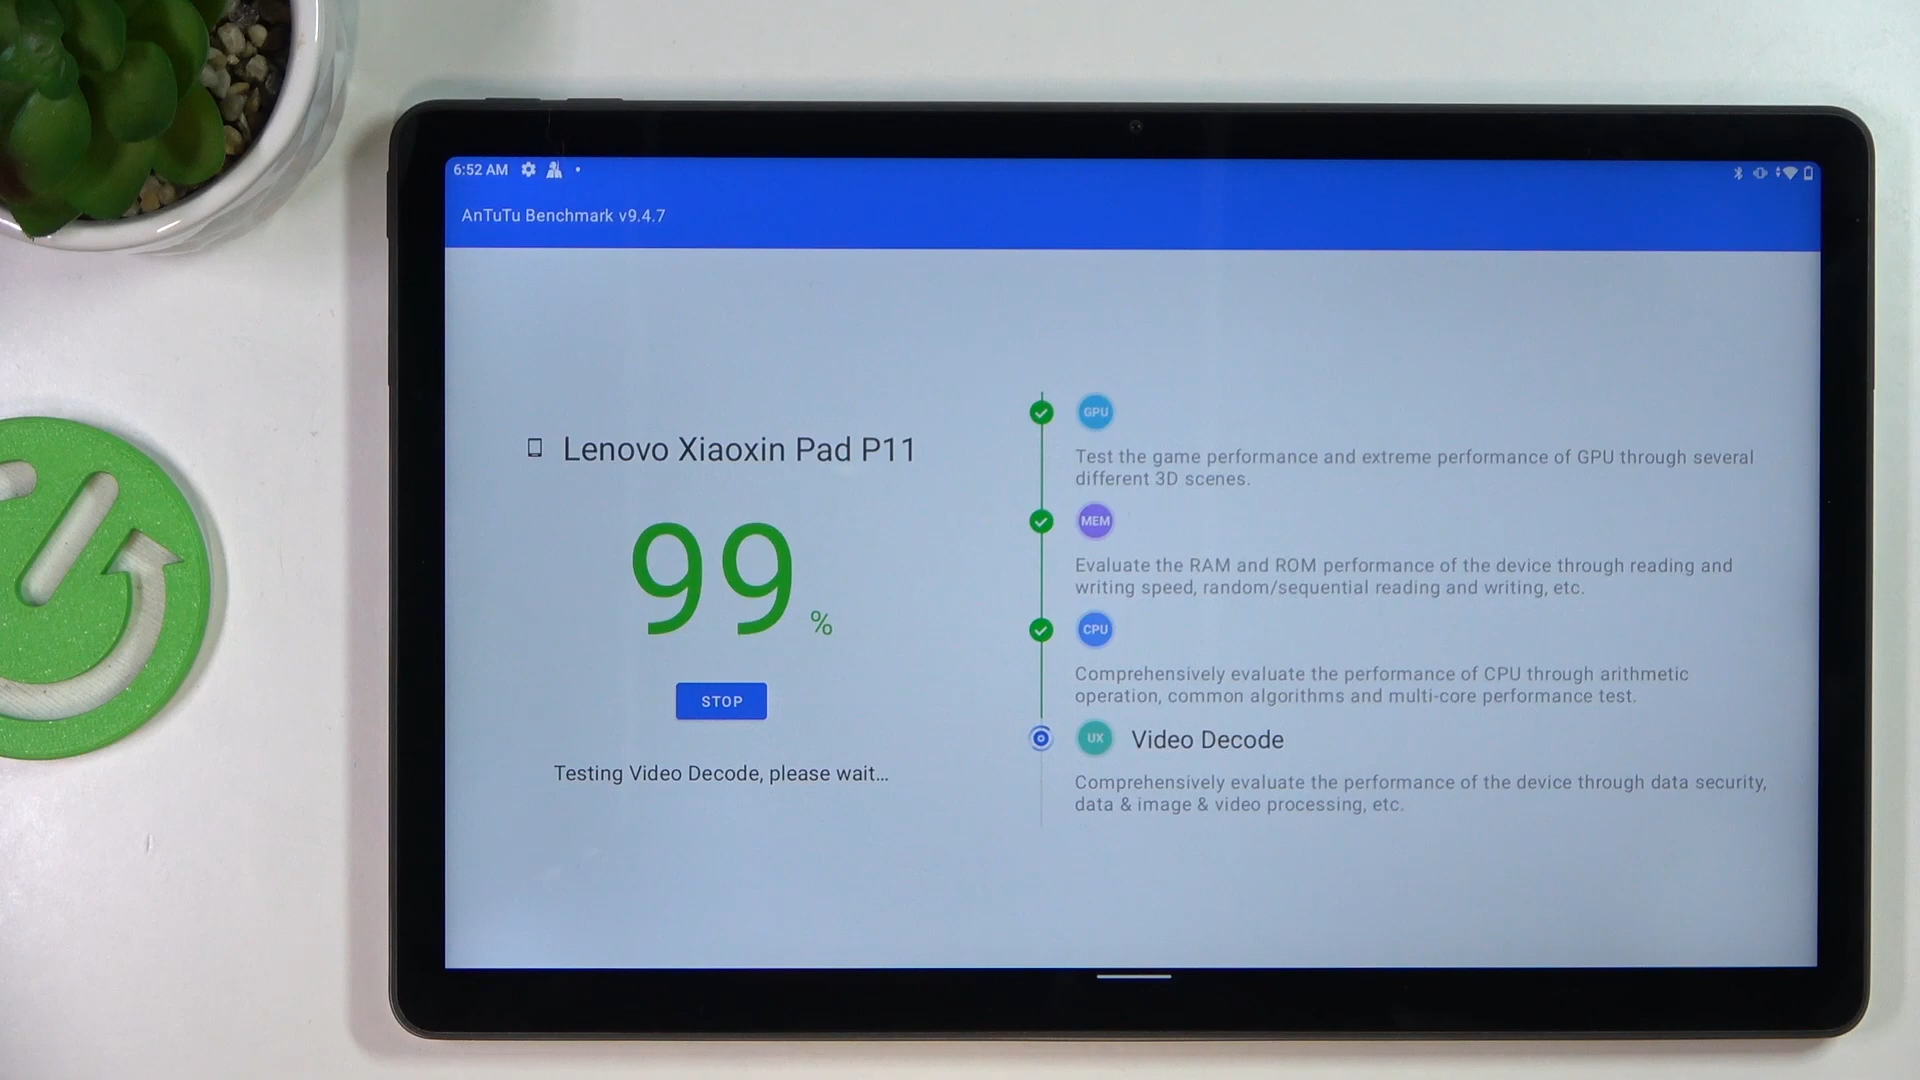 6:52 AM
AnTuTu Benchmark v9.4.7
Lenovo Xiaoxin Pad P11
99 %
STOP
Testing Video Decode, please wait...
GPU
Test the game performance and extreme performance of GPU through several
different 3D scenes.
MEM
Evaluate the RAM and ROM performance of the device through reading and
writing speed, random/sequential reading and writing, etc.
CPU
Comprehensively evaluate the performance of CPU through arithmetic
operation, common algorithms and multi-core performance test.
UX Video Decode
Comprehensively evaluate the performance of the device through data security,
data & image & video processing, etc.